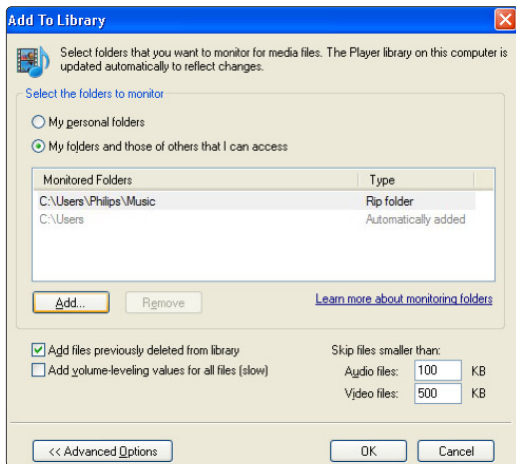 Add To Library
Select folders that you want to monitor for media files. The Player library on this computer is
updated automatically to reflect changes.
Select the folders to monitor
My personal folders
My folders and those of others that I can access
Monitored Folders Type
C:\Users\Philips\Music Rip folder
C:\Users Automatically added
Add... Remove Learn more about monitoring folders
Add files previously deleted from library
Add volume-leveling values for all files (slow)
Skip files smaller than:
Audio files: 100 KB
Video files: 500 KB
<< Advanced Options OK Cancel